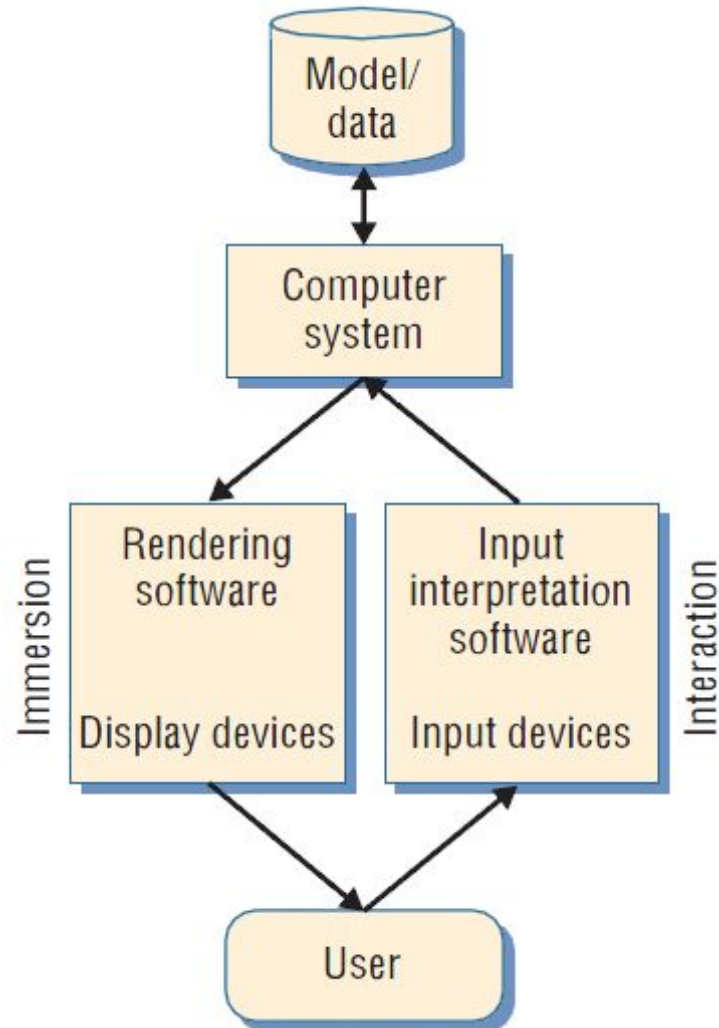 Model/
data
Computer
system
Immersion
Rendering
software
Display devices
Input
interpretation
software
Input devices
Interaction
User